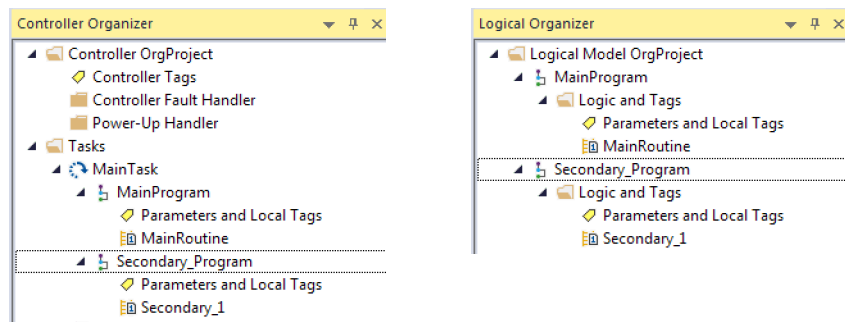 Controller Organizer
Controller OrgProject
Controller Tags
Controller Fault Handler
Power-Up Handler
Tasks
MainTask
MainProgram
Parameters and Local Tags
MainRoutine
Secondary_Program
Parameters and Local Tags
Secondary_1
Logical Organizer
Logical Model OrgProject
MainProgram
Logic and Tags
Parameters and Local Tags
MainRoutine
Secondary_Program
Logic and Tags
Parameters and Local Tags
Secondary_1